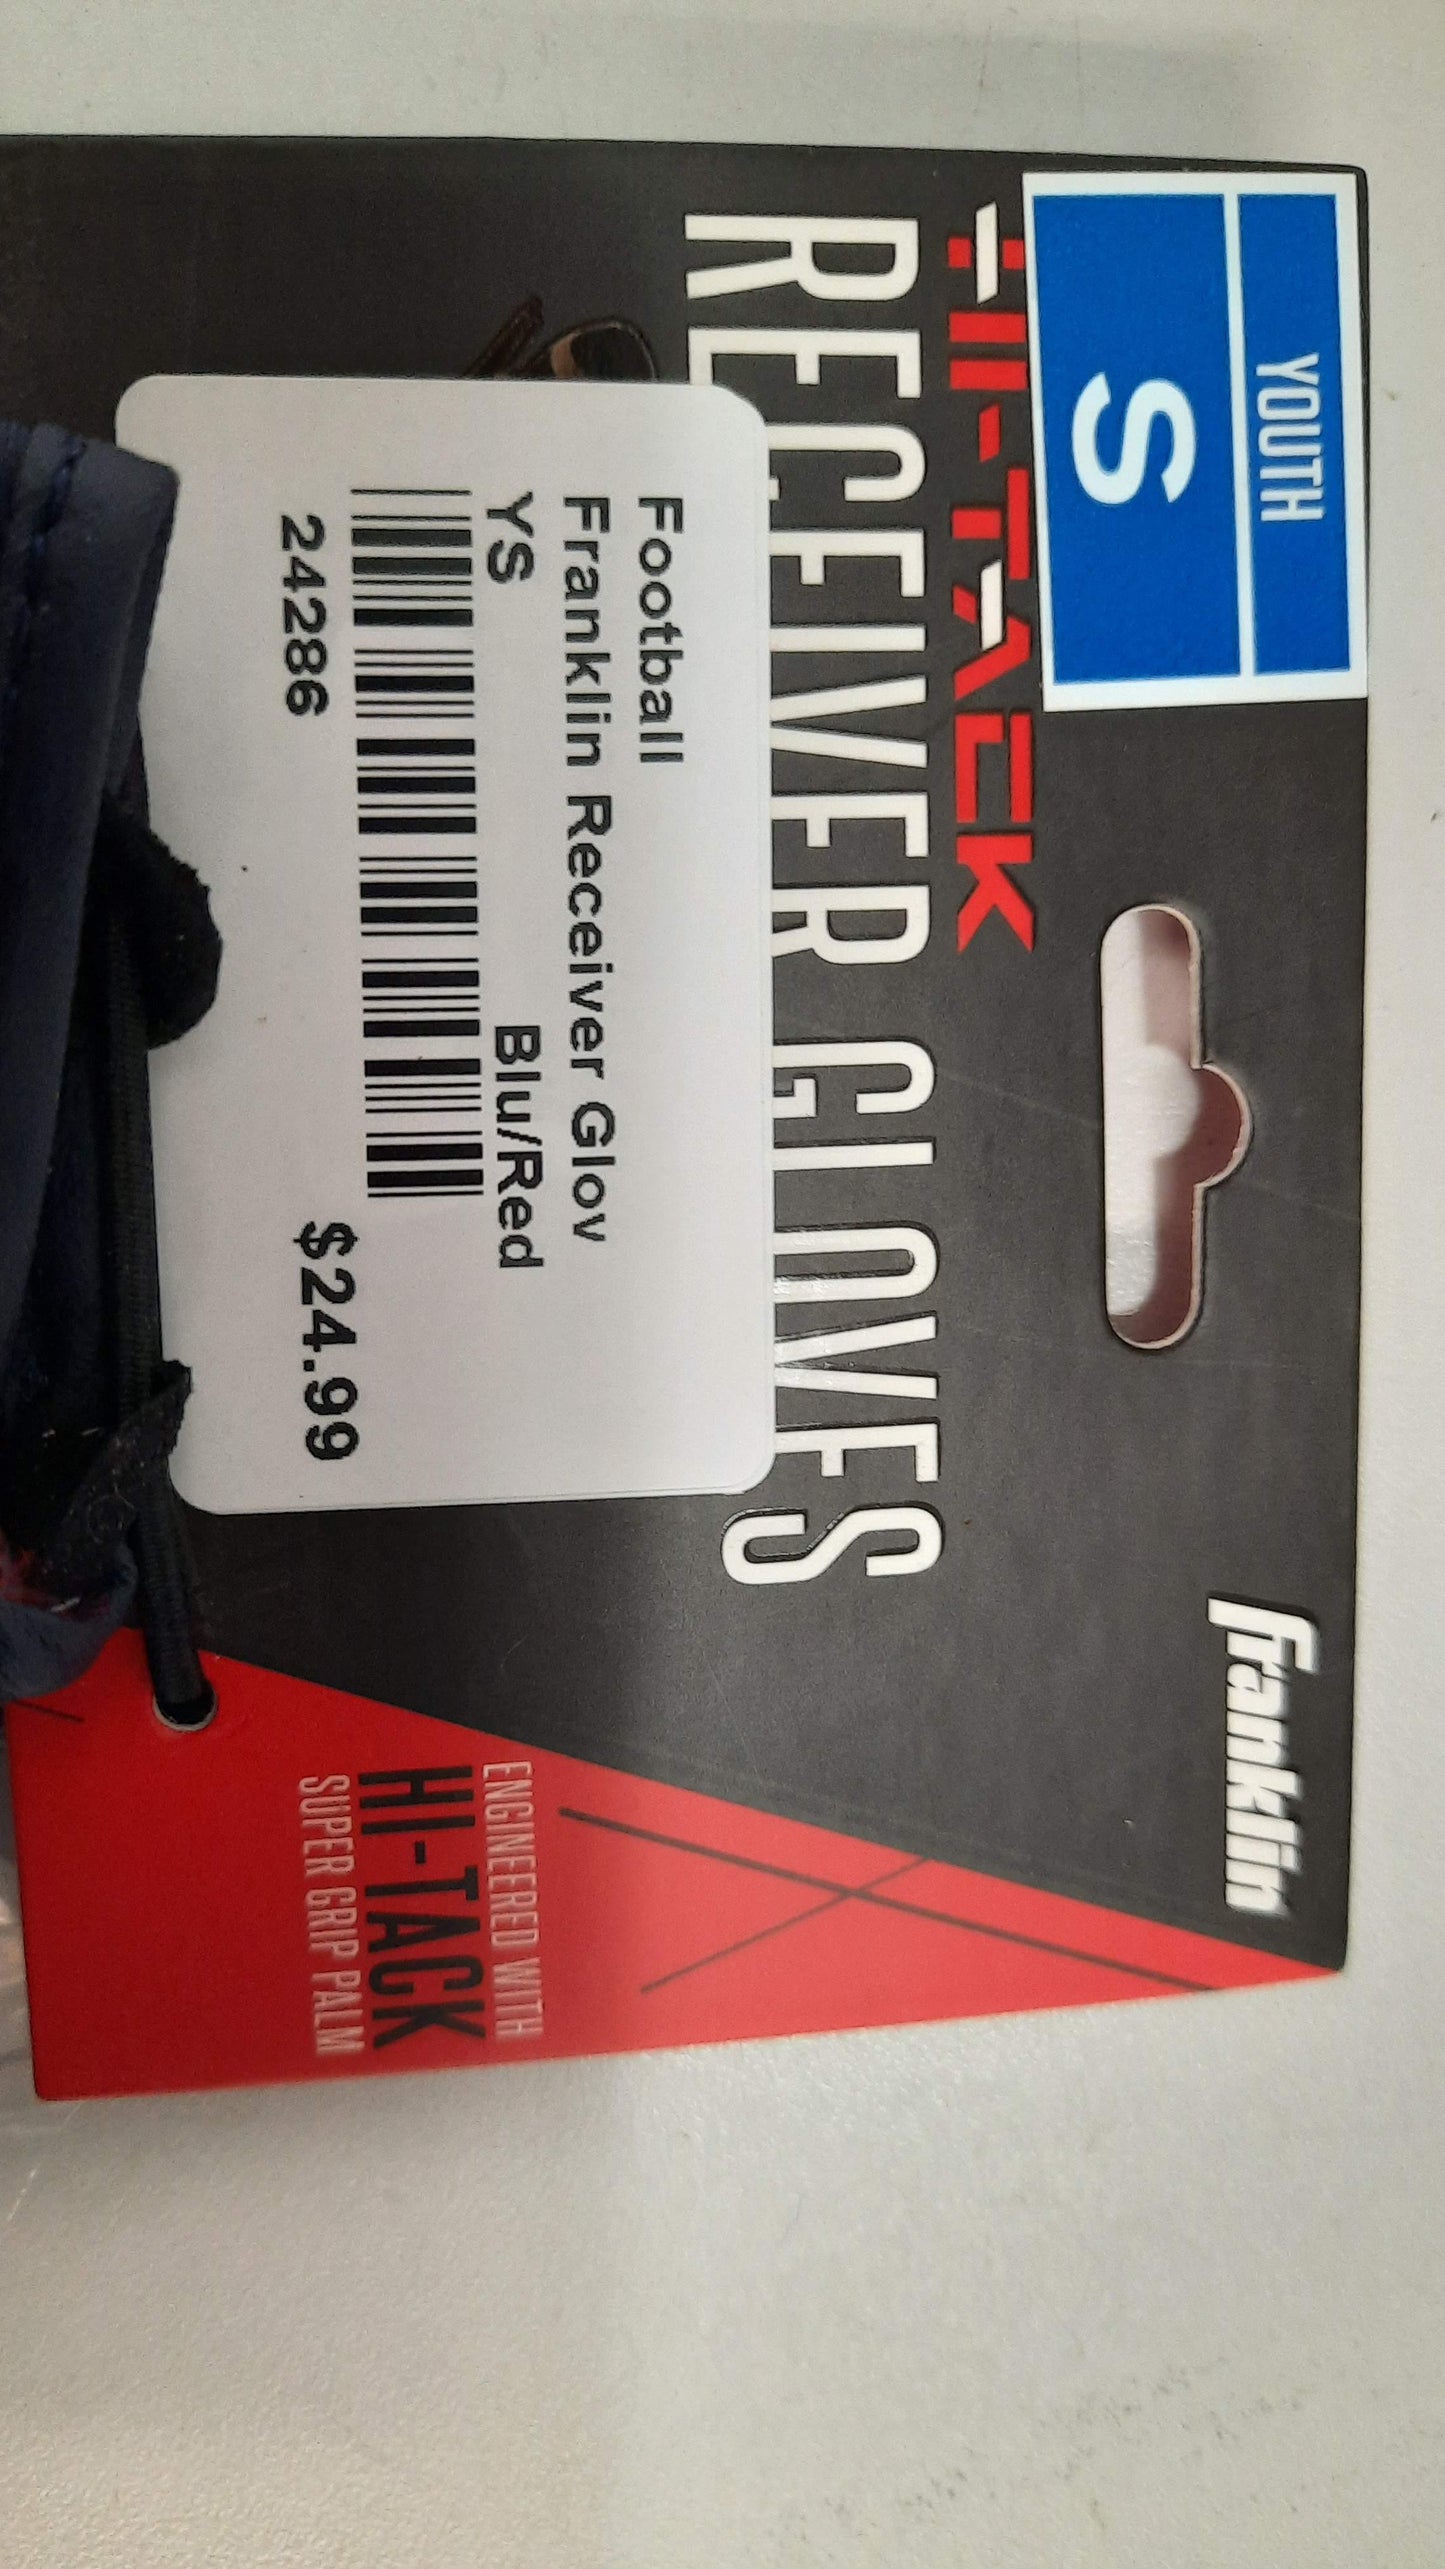 YOUTH
S
franklin
HI-TACK
RECEIVER GLOVES
Football
Franklin Receiver Glov
YS Blu/Red
24286 $24.99
ENGINEERED WITH
HI-TACK
SUPER GRIP PALM